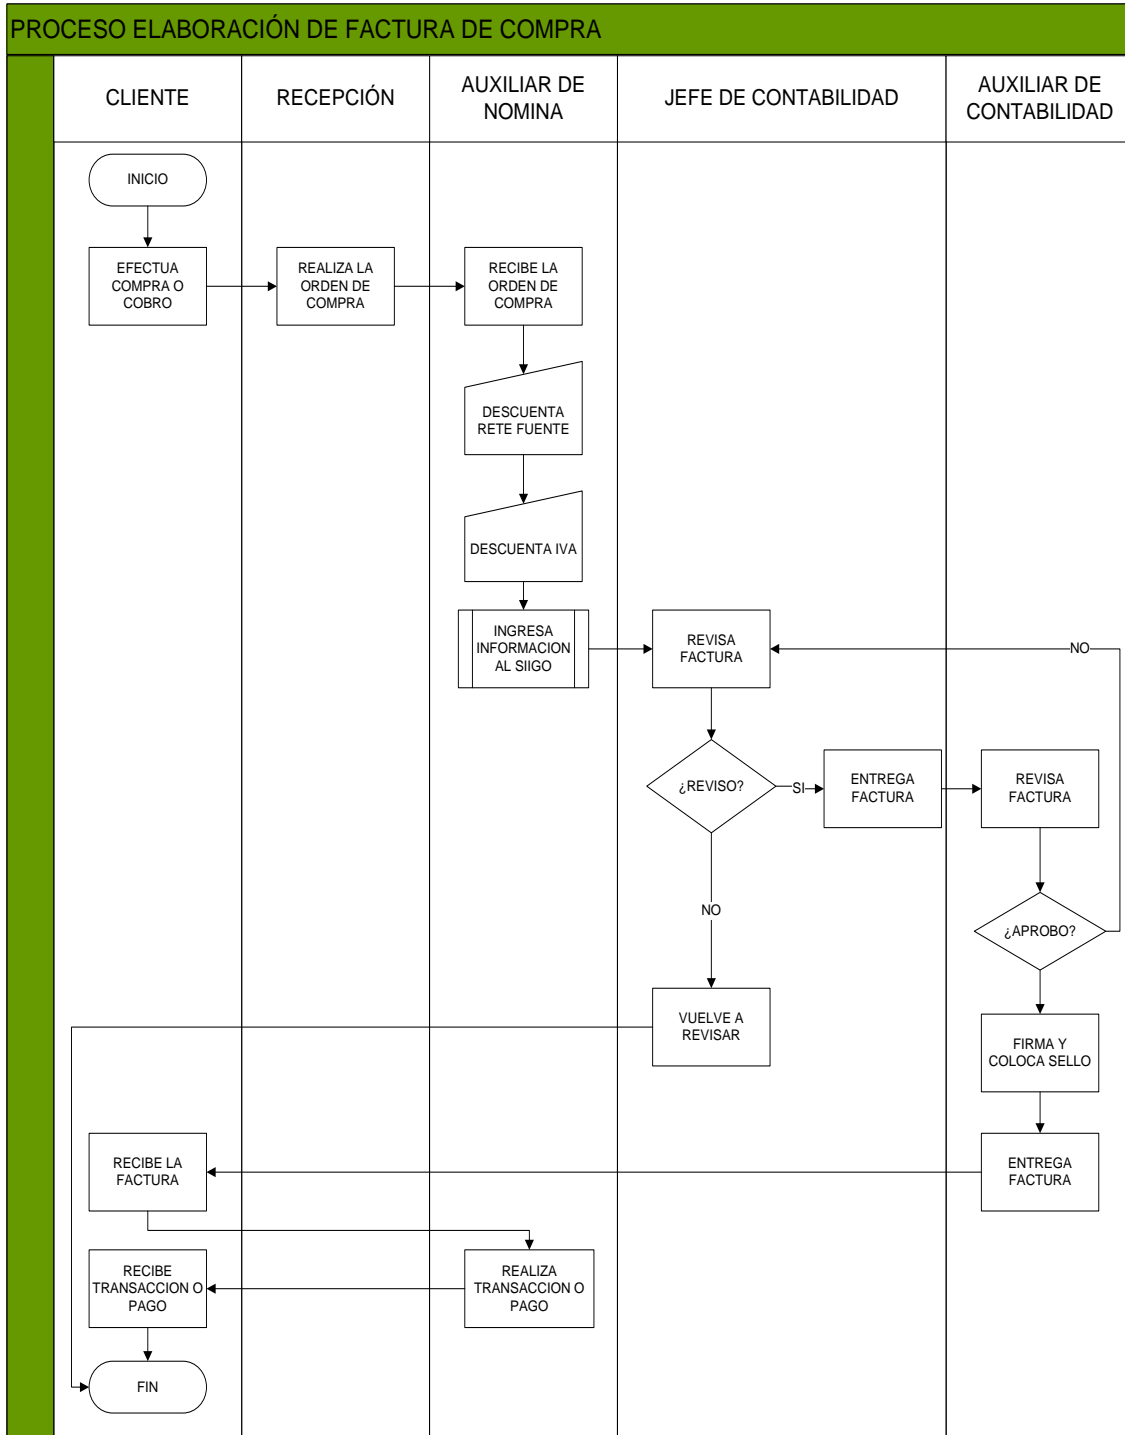 PROCESO ELABORACIÓN DE FACTURA DE COMPRA
CLIENTE
RECEPCIÓN
AUXILIAR DE
NOMINA
JEFE DE CONTABILIDAD
AUXILIAR DE
CONTABILIDAD
INICIO
EFECTUA
COMPRA O
COBRO
REALIZA LA
ORDEN DE
COMPRA
RECIBE LA
ORDEN DE
COMPRA
DESCUENTA
RETE FUENTE
DESCUENTA IVA
INGRESA
INFORMACION
AL SIIGO
REVISA
FACTURA
NO
¿REVISO?
SI
ENTREGA
FACTURA
REVISA
FACTURA
NO
¿APROBO?
VUELVE A
REVISAR
FIRMA Y
COLOCA SELLO
RECIBE LA
FACTURA
ENTREGA
FACTURA
RECIBE
TRANSACCION O
PAGO
REALIZA
TRANSACCION O
PAGO
FIN